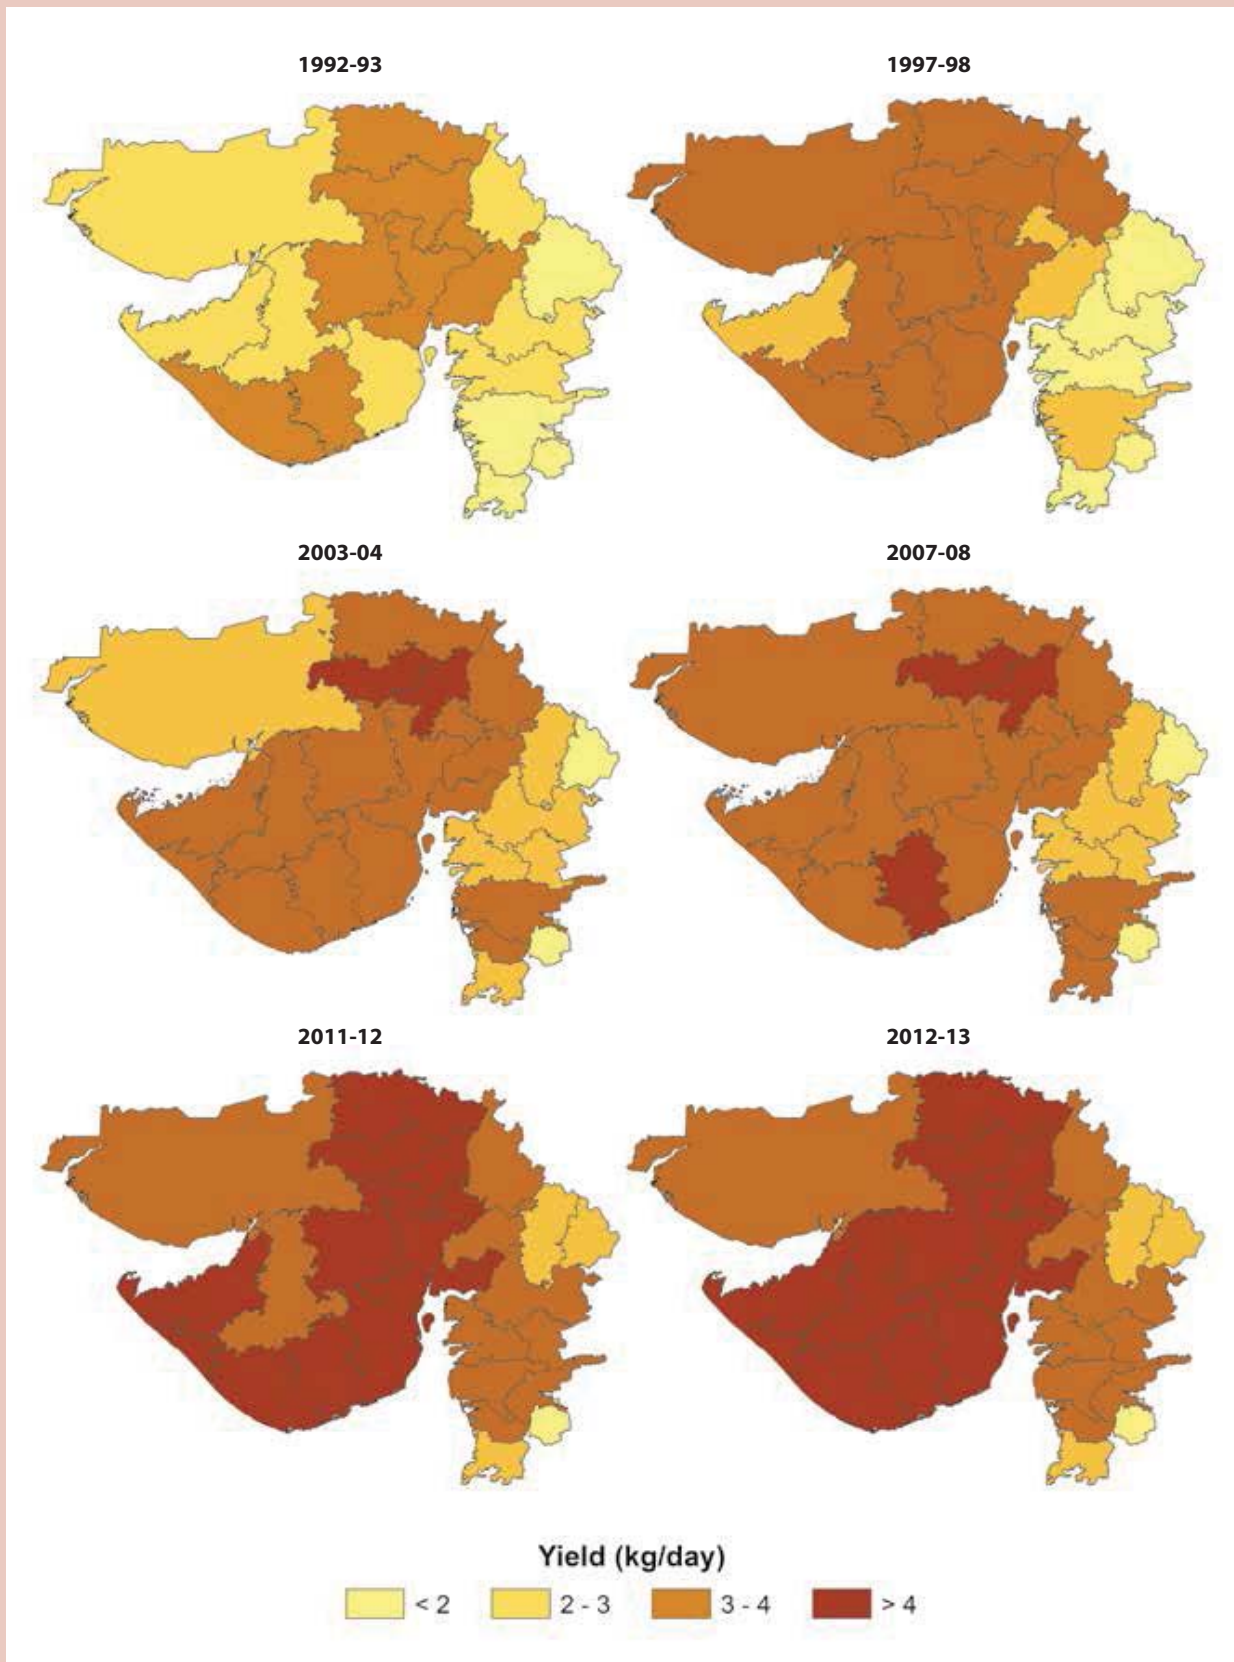 1992-93
1997-98
2003-04
2007-08
2011-12
2012-13
Yield (kg/day)
< 2
2 - 3
3 - 4
> 4